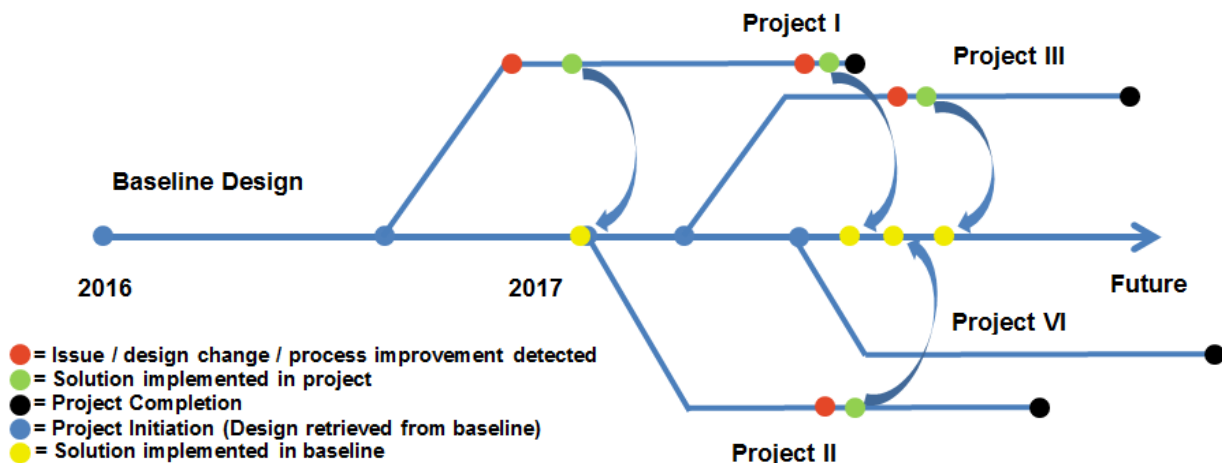 Project I
Project III
Baseline Design
2016
2017
Future
Project VI
= Issue / design change / process improvement detected
= Solution implemented in project
= Project Completion
= Project Initiation (Design retrieved from baseline)
= Solution implemented in baseline
Project II